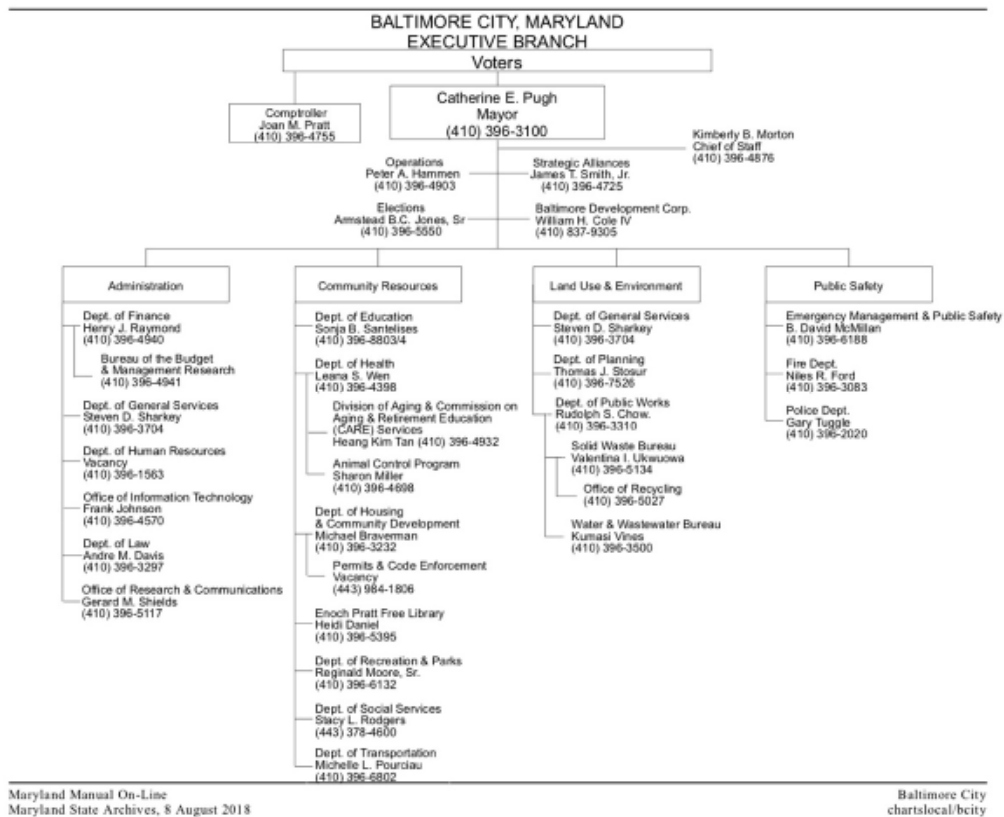 BALTIMORE CITY, MARYLAND
EXECUTIVE BRANCH
Voters
Comptroller
Joan M. Pratt
(410) 396-4755
Catherine E. Pugh
Mayor
(410) 396-3100
Kimberly B. Morton
Chief of Staff
(410) 396-4876
Operations
Peter A. Hammen
(410) 396-4903
Strategic Alliances
James T. Smith, Jr.
(410) 396-4725
Elections
Armstead B.C. Jones, Sr
(410) 396-5550
Baltimore Development Corp.
William H. Cole IV
(410) 837-9305
Administration
Dept. of Finance
Henry J. Raymond
(410) 396-4940
Bureau of the Budget
& Management Research
(410) 396-4941
Dept. of General Services
Steven D. Sharkey
(410) 396-3704
Dept. of Human Resources
Vacancy
(410) 396-1563
Office of Information Technology
Frank Johnson
(410) 396-4570
Dept. of Law
Andre M. Davis
(410) 396-3297
Office of Research & Communications
Gerard M. Shields
(410) 396-5117
Community Resources
Dept. of Education
Sonja B. Santelises
(410) 396-8803/4
Dept. of Health
Leana S. Wen
(410) 396-4398
Division of Aging & Commission on
Aging & Retirement Education
(CARE) Services
Heang Kim Tan (410) 396-4932
Animal Control Program
Sharon Miller
(410) 396-4698
Dept. of Housing
& Community Development
Michael Braverman
(410) 396-3232
Permits & Code Enforcement
Vacancy
(443) 984-1806
Enoch Pratt Free Library
Heidi Daniel
(410) 396-5395
Dept. of Recreation & Parks
Reginald Moore, Sr.
(410) 396-6132
Dept. of Social Services
Stacy L. Rodgers
(443) 378-4600
Dept. of Transportation
Michelle L. Pourciau
(410) 396-6802
Land Use & Environment
Dept. of General Services
Steven D. Sharkey
(410) 396-3704
Dept. of Planning
Thomas J. Stosur
(410) 396-7526
Dept. of Public Works
Rudolph S. Chow.
(410) 396-3310
Solid Waste Bureau
Valentina I. Ukwuowa
(410) 396-5134
Office of Recycling
(410) 396-5027
Water & Wastewater Bureau
Kumasi Vines
(410) 396-3500
Public Safety
Emergency Management & Public Safety
B. David McMillan
(410) 396-6188
Fire Dept.
Niles R. Ford
(410) 396-3083
Police Dept.
Gary Tuggle
(410) 396-2020
Maryland Manual On-Line
Maryland State Archives, 8 August 2018
Baltimore City
chartslocal/bcity